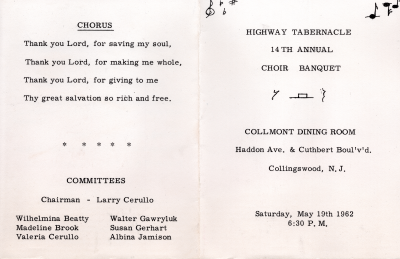 CHORUS
Thank you Lord, for saving my soul,
Thank you Lord, for making me whole,
Thank you Lord, for giving to me
Thy great salvation so rich and free.
* * * * *
COMMITTEES
Chairman - Larry Cerullo
Wilhelmina Beatty
Madeline Brook
Valeria Cerullo
Walter Gawryluk
Susan Gerhart
Albina Jamison
HIGHWAY TABERNACLE
14TH ANNUAL
CHOIR BANQUET
COLLMONT DINING ROOM
Haddon Ave. & Cuthbert Boul'v'd.
Collingswood, N.J.
Saturday, May 19th 1962
6:30 P.M.